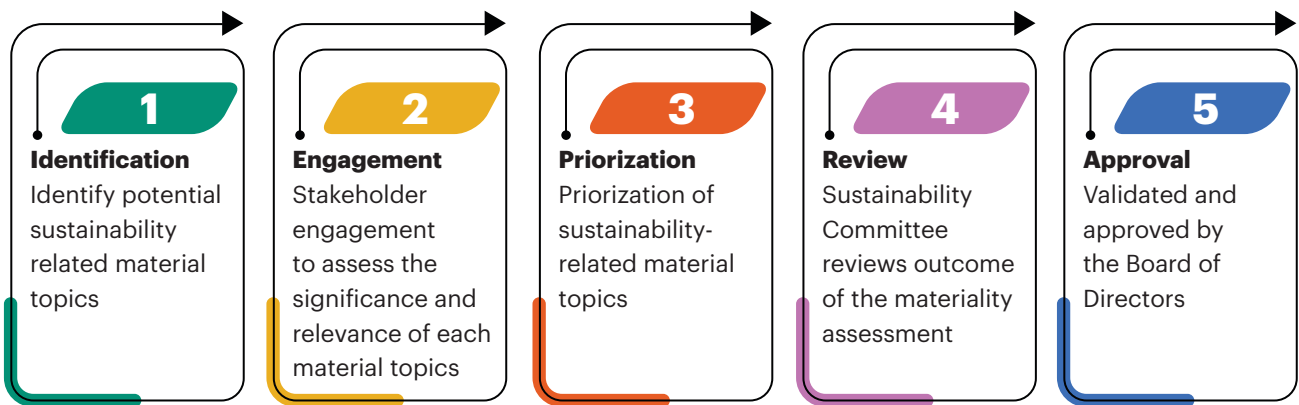 1
Identification
Identify potential
sustainability
related material
topics
2
Engagement
Stakeholder
engagement
to assess the
significance and
relevance of each
material topics
3
Priorization
Priorization of
sustainability-
related material
topics
4
Review
Sustainability
Committee
reviews outcome
of the materiality
assessment
5
Approval
Validated and
approved by
the Board of
Directors